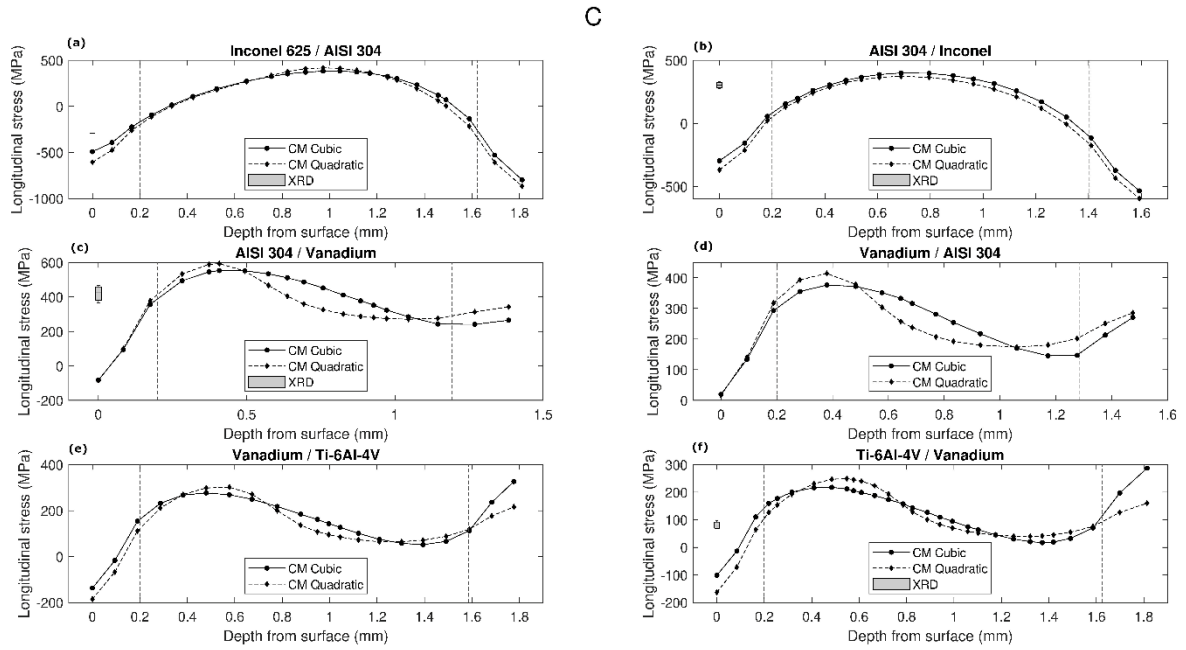 C
(a)
Inconel 625 / AISI 304
Longitudinal stress (MPa)
500
0
-500
-1000
CM Cubic
CM Quadratic
XRD
0 0.2 0.4 0.6 0.8 1 1.2 1.4 1.6 1.8
Depth from surface (mm)
(b)
AISI 304 / Inconel
Longitudinal stress (MPa)
500
0
-500
CM Cubic
CM Quadratic
XRD
0 0.2 0.4 0.6 0.8 1 1.2 1.4 1.6
Depth from surface (mm)
(c)
AISI 304 / Vanadium
Longitudinal stress (MPa)
600
400
200
0
-200
CM Cubic
CM Quadratic
XRD
0 0.5 1 1.5
Depth from surface (mm)
(d)
Vanadium / AISI 304
Longitudinal stress (MPa)
400
300
200
100
0
CM Cubic
CM Quadratic
0 0.2 0.4 0.6 0.8 1 1.2 1.4 1.6
Depth from surface (mm)
(e)
Vanadium / Ti-6Al-4V
Longitudinal stress (MPa)
400
200
0
-200
CM Cubic
CM Quadratic
0 0.2 0.4 0.6 0.8 1 1.2 1.4 1.6 1.8
Depth from surface (mm)
(f)
Ti-6Al-4V / Vanadium
Longitudinal stress (MPa)
300
200
100
0
-100
-200
CM Cubic
CM Quadratic
XRD
0 0.2 0.4 0.6 0.8 1 1.2 1.4 1.6 1.8
Depth from surface (mm)